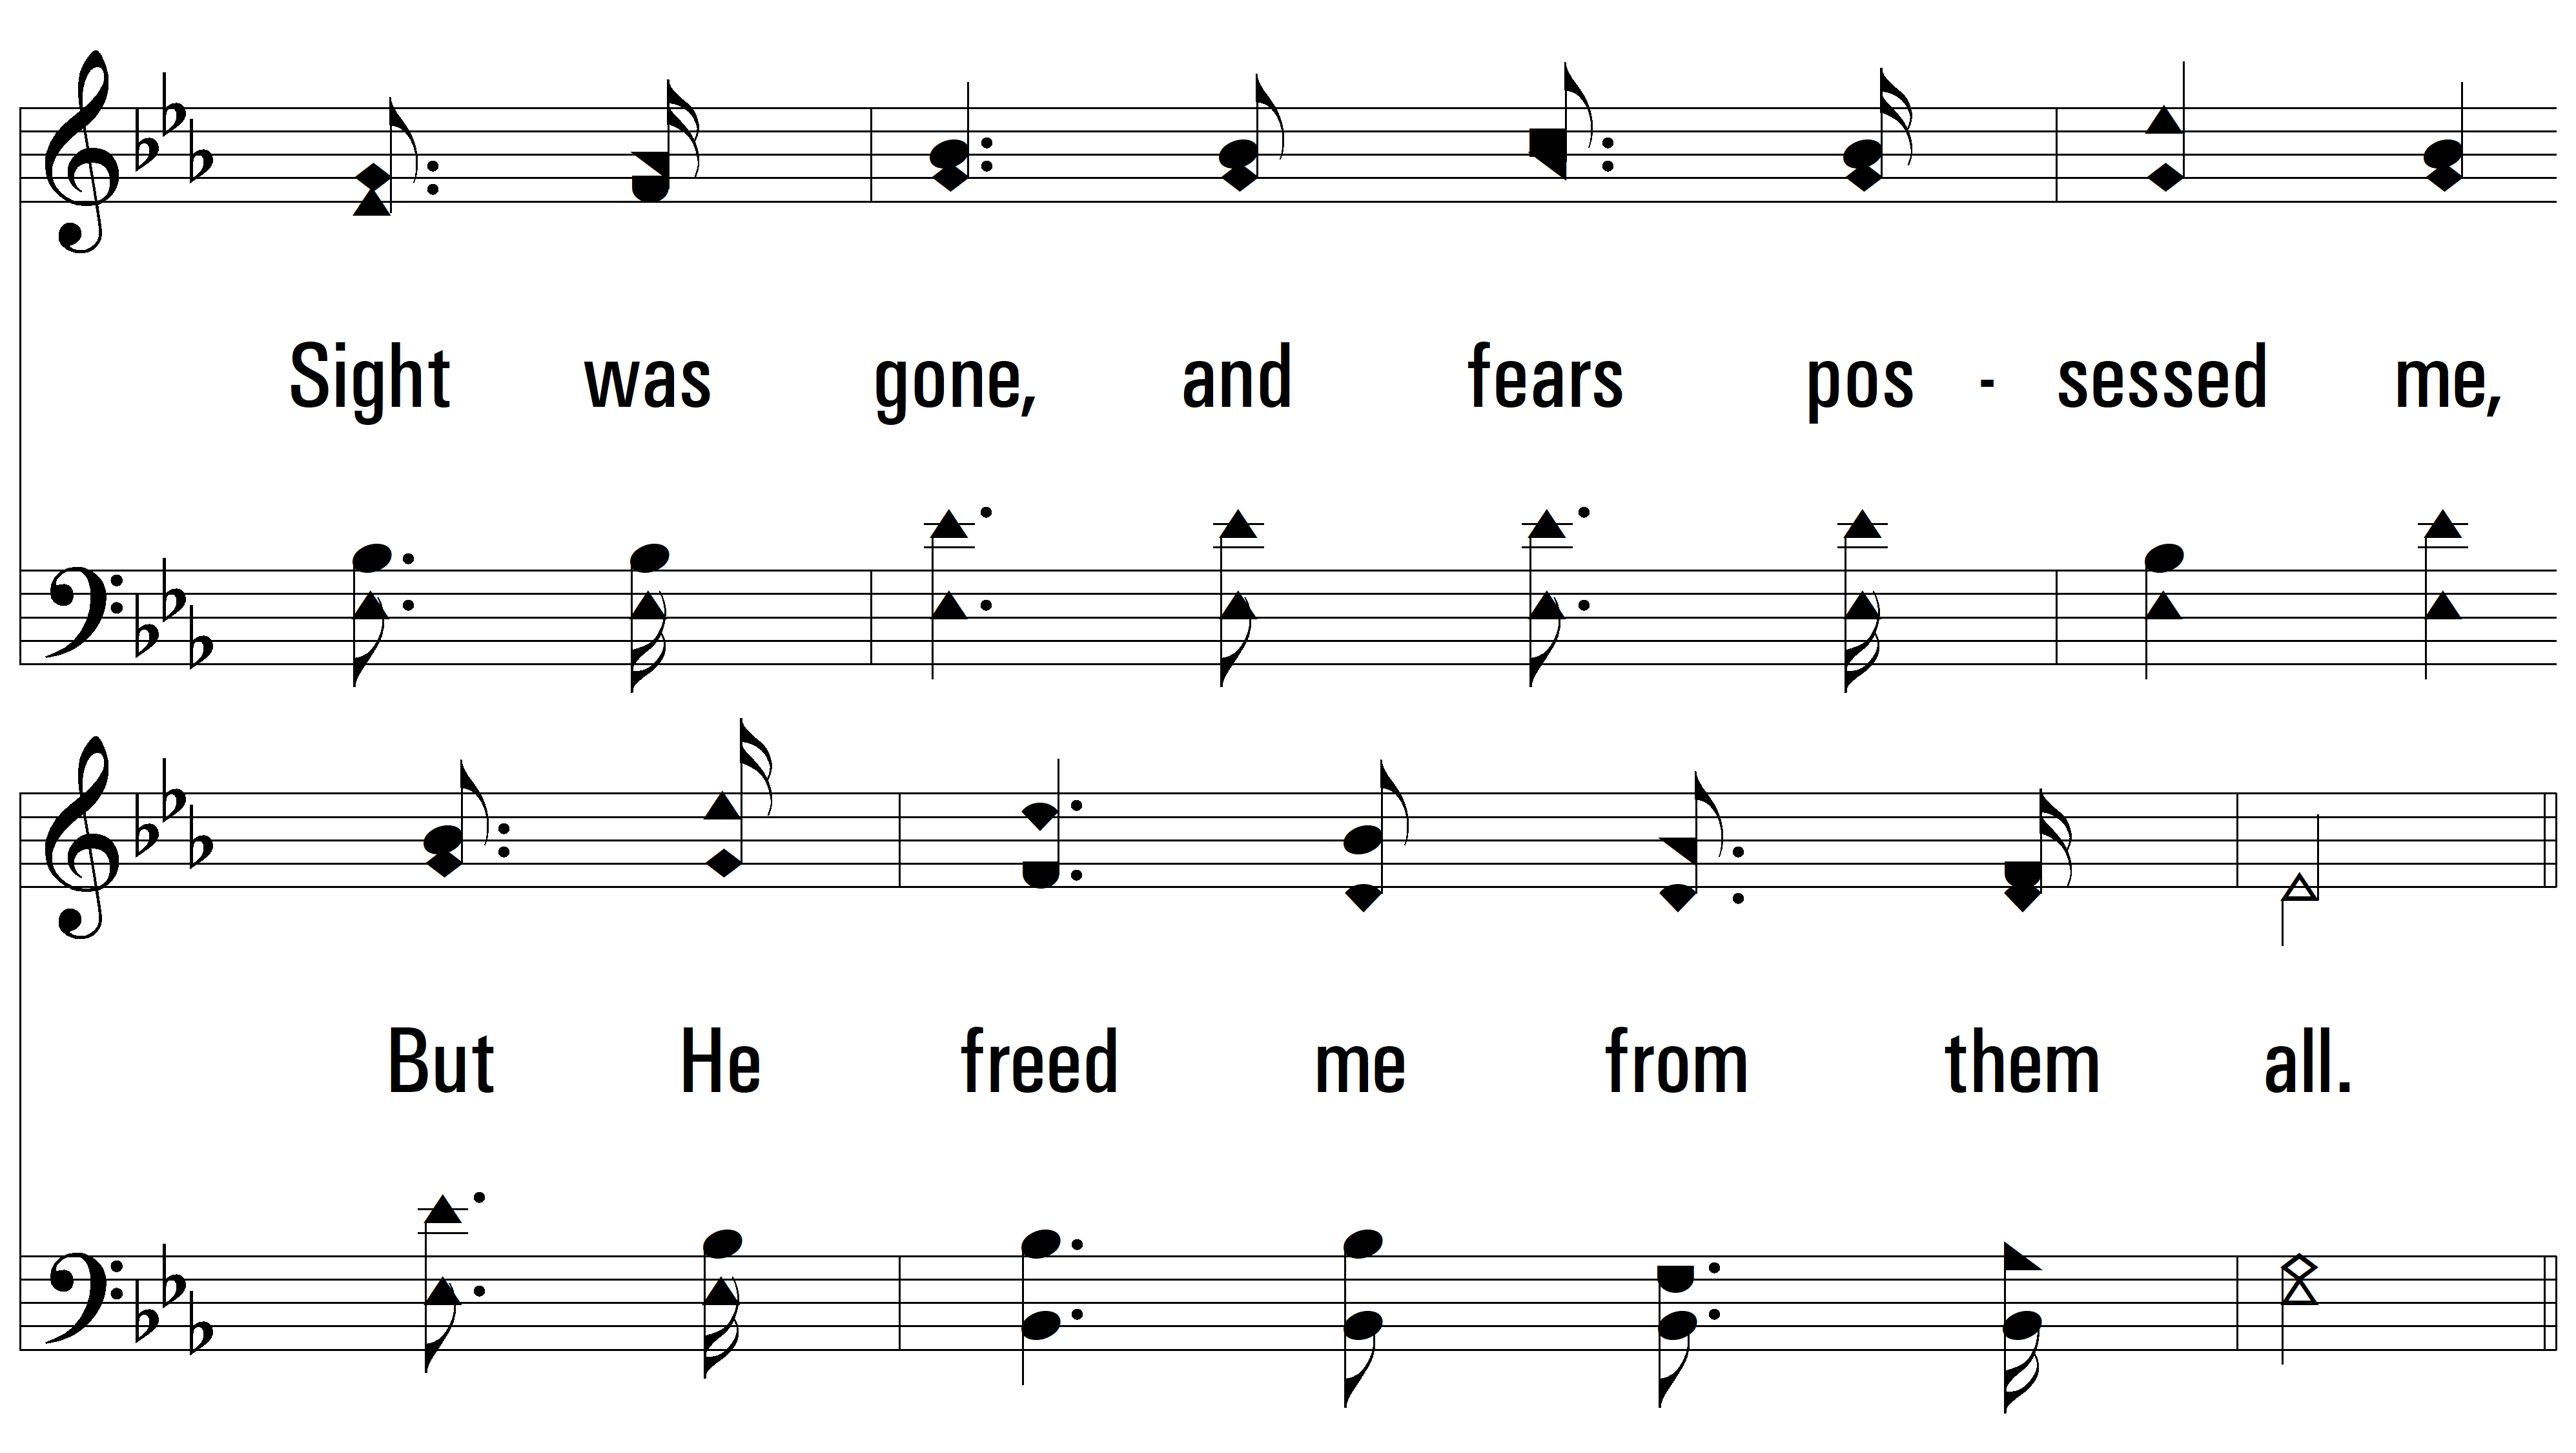 Sight was gone, and fears pos - sessed me,
But He freed me from them all.